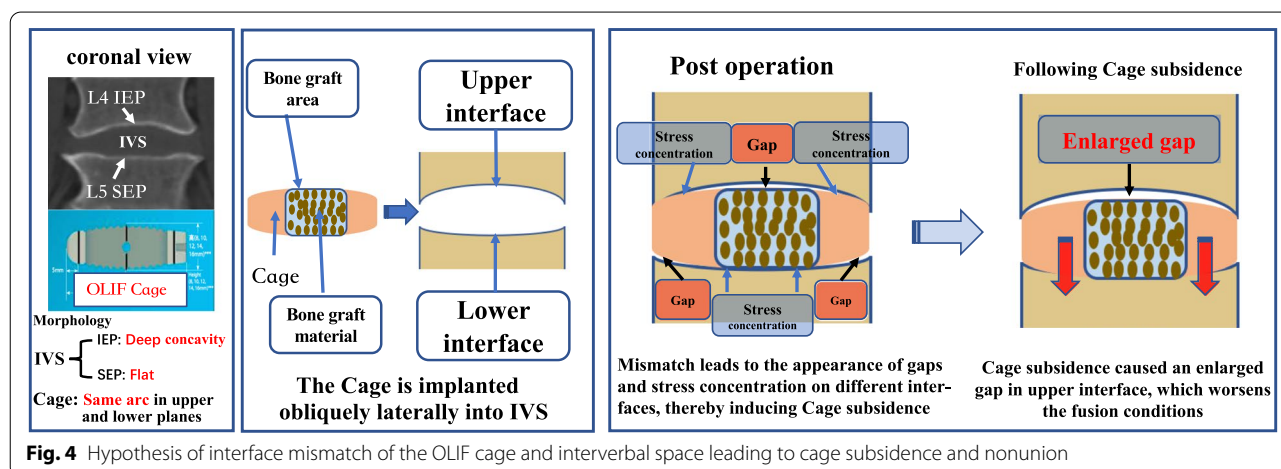 coronal view
L4 IEP
IVS
L5 SEP
5mm
Height
OLIF Cage
Morphology
IVS
IEP: Deep concavity
SEP: Flat
Cage: Same arc in upper
and lower planes
Bone graft
area
Cage
Bone graft
material
Upper
interface
Lower
interface
The Cage is implanted
obliquely laterally into IVS
Post operation
Stress
concentration
Gap
Stress
concentration
Gap
Stress
concentration
Gap
Mismatch leads to the appearance of gaps
and stress concentration on different inter-
faces, thereby inducing Cage subsidence
Following Cage subsidence
Enlarged gap
Cage subsidence caused an enlarged
gap in upper interface, which worsens
the fusion conditions
Fig. 4 Hypothesis of interface mismatch of the OLIF cage and interverbal space leading to cage subsidence and nonunion